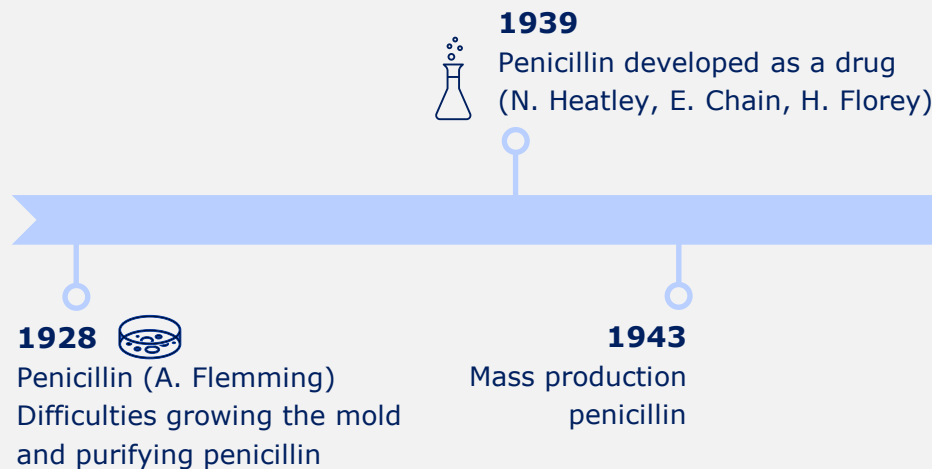 1939
Penicillin developed as a drug
(N. Heatley, E. Chain, H. Florey)
1928
Penicillin (A. Flemming)
Difficulties growing the mold
and purifying penicillin
1943
Mass production
penicillin